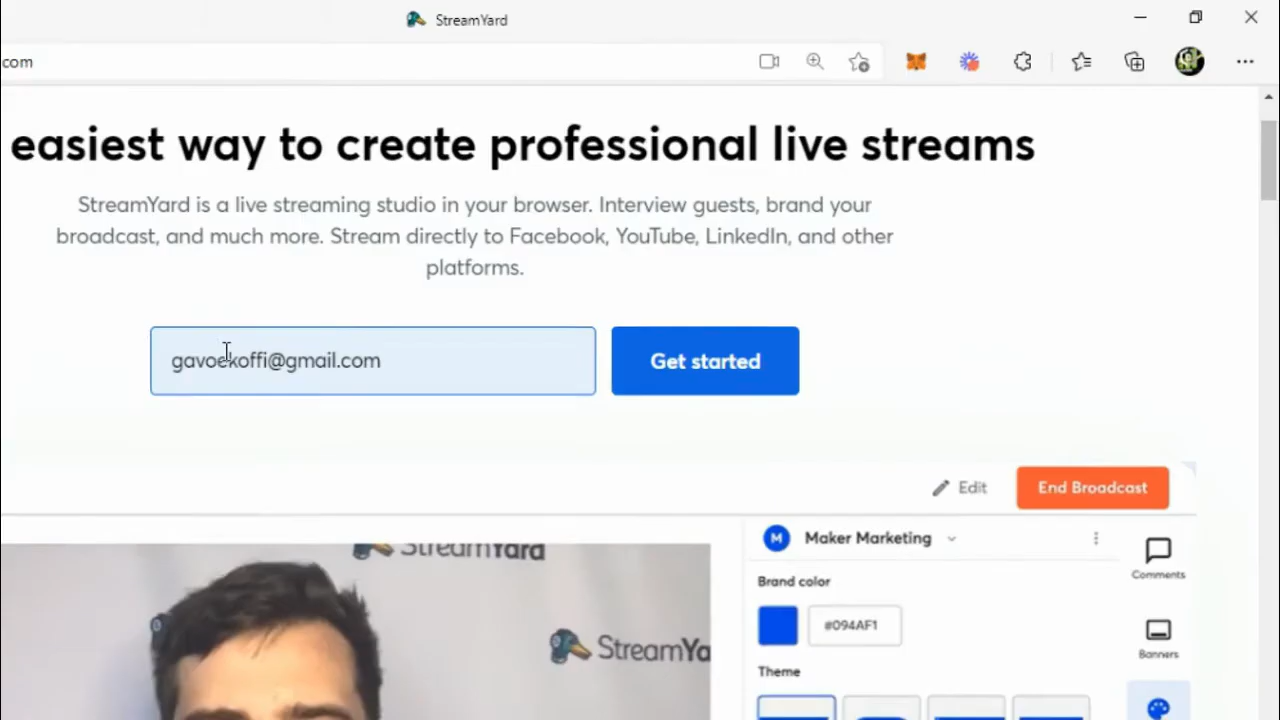 StreamYard
com
easiest way to create professional live streams
StreamYard is a live streaming studio in your browser. Interview guests, brand your
broadcast, and much more. Stream directly to Facebook, YouTube, LinkedIn, and other
platforms.
gavockoffi@gmail.com
Get started
Edit
End Broadcast
StreamYard
M
Maker Marketing
Comments
Brand color
#094AF1
Banners
StreamYa
Theme